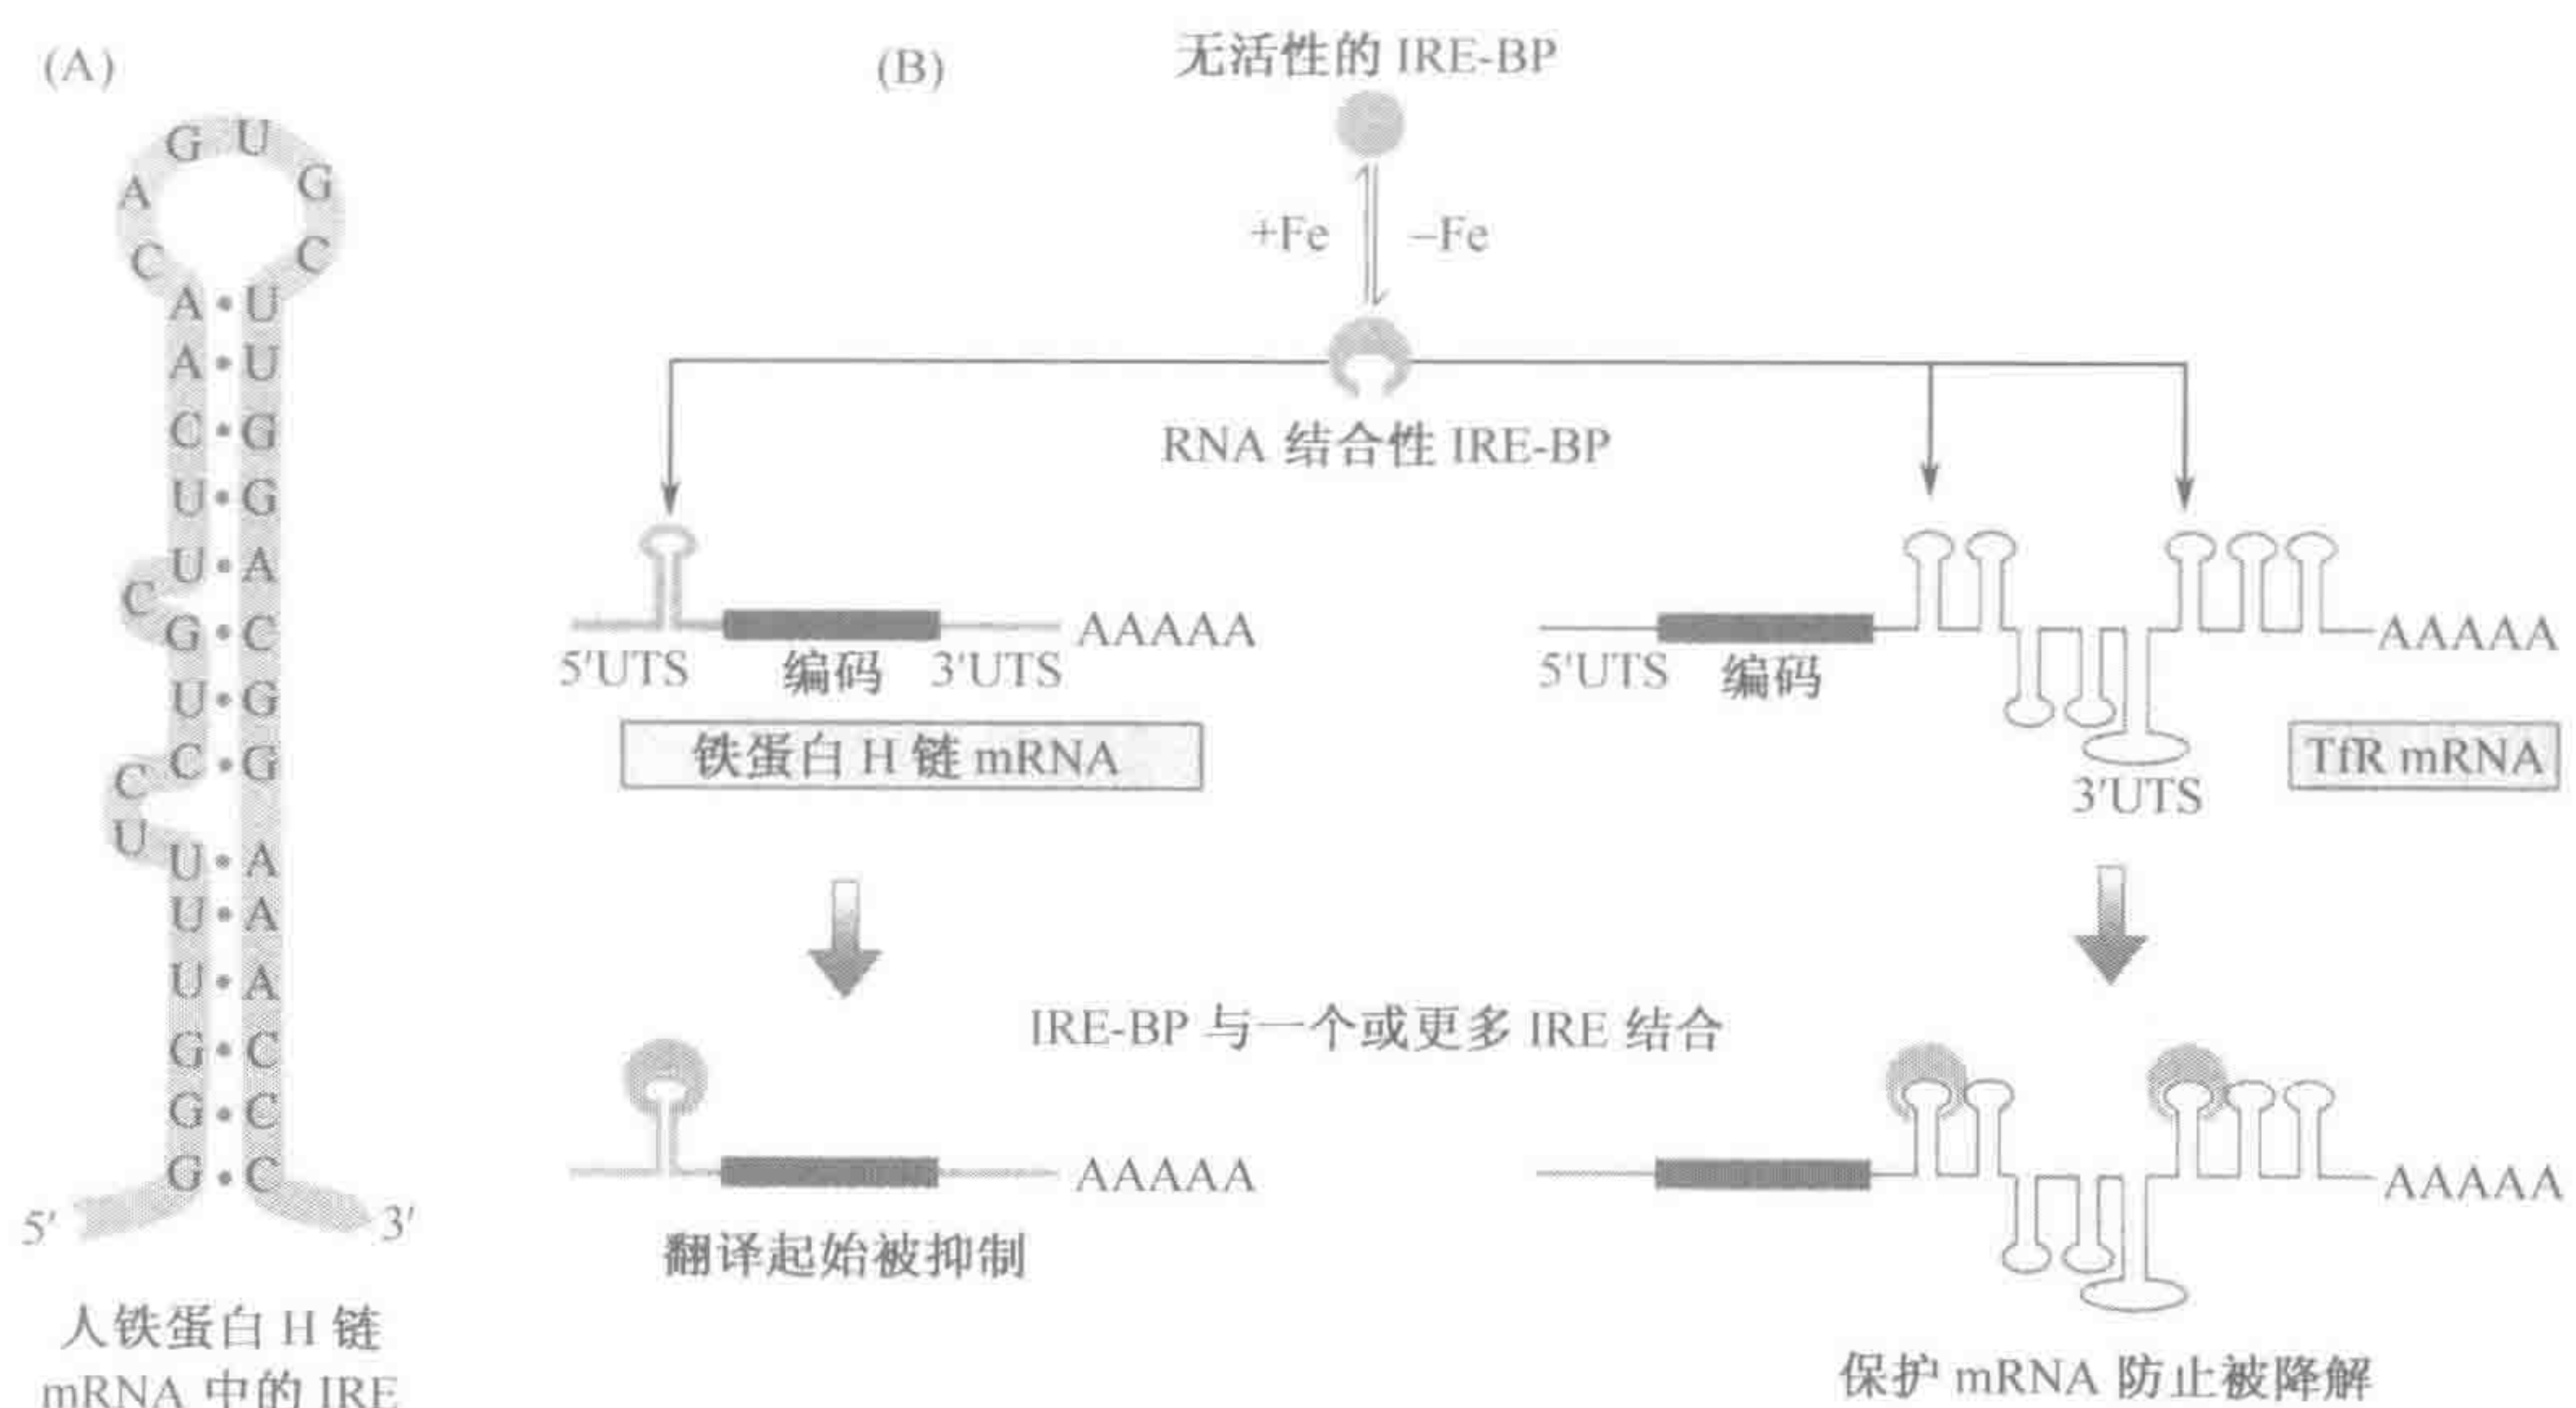 (A)
G U
A G
C C
A·U
A·U
C·G
U·G
U·A
C
G·C
U·G
C·G
C
U
U·A
U·A
U·A
G·C
G·C
G·C
5′ 3′
人铁蛋白 H 链
mRNA 中的 IRE
(B)
无活性的 IRE-BP
+Fe –Fe
RNA 结合性 IRE-BP
AAAAA
5′UTS 编码 3′UTS
铁蛋白 H 链 mRNA
AAAAA
5′UTS 编码
3′UTS
TfR mRNA
IRE-BP 与一个或更多 IRE 结合
AAAAA
翻译起始被抑制
AAAAA
保护 mRNA 防止被降解